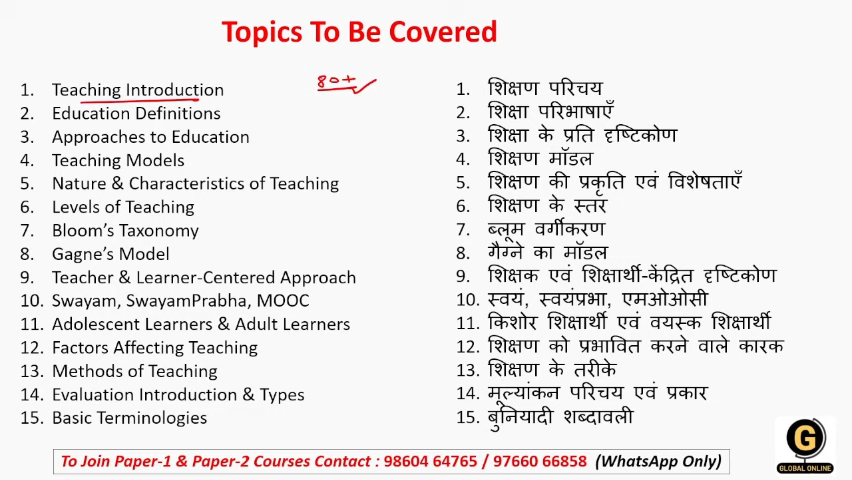 Topics To Be Covered
80+
1. Teaching Introduction
2. Education Definitions
3. Approaches to Education
4. Teaching Models
5. Nature & Characteristics of Teaching
6. Levels of Teaching
7. Bloom's Taxonomy
8. Gagne's Model
9. Teacher & Learner-Centered Approach
10. Swayam, SwayamPrabha, MOOC
11. Adolescent Learners & Adult Learners
12. Factors Affecting Teaching
13. Methods of Teaching
14. Evaluation Introduction & Types
15. Basic Terminologies
1. शिक्षण परिचय
2. शिक्षा परिभाषाएँ
3. शिक्षा के प्रति दृष्टिकोण
4. शिक्षण मॉडल
5. शिक्षण की प्रकृति एवं विशेषताएँ
6. शिक्षण के स्तर
7. ब्लूम वर्गीकरण
8. गैग्ने का मॉडल
9. शिक्षक एवं शिक्षार्थी-केंद्रित दृष्टिकोण
10. स्वयं, स्वयंप्रभा, एमओओसी
11. किशोर शिक्षार्थी एवं वयस्क शिक्षार्थी
12. शिक्षण को प्रभावित करने वाले कारक
13. शिक्षण के तरीके
14. मूल्यांकन परिचय एवं प्रकार
15. बुनियादी शब्दावली
To Join Paper-1 & Paper-2 Courses Contact : 98604 64765 / 97660 66858 (WhatsApp Only)
G
GLOBAL ONLINE